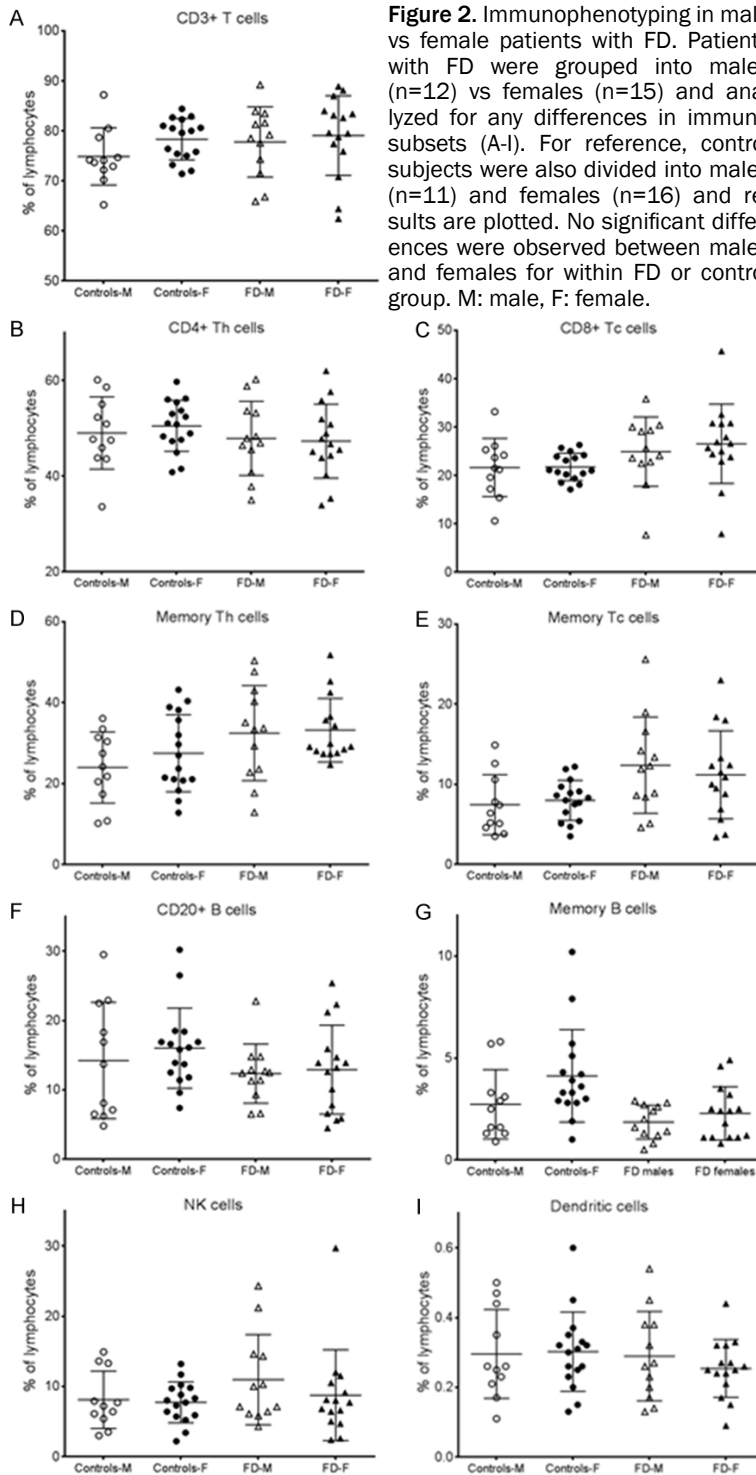 A
CD3+ T cells
% of lymphocytes
100
90
80
70
60
50
Controls-M Controls-F FD-M FD-F
Figure 2. Immunophenotyping in mal
vs female patients with FD. Patient
with FD were grouped into male
(n=12) vs females (n=15) and ana
lyzed for any differences in immun
subsets (A-I). For reference, contro
subjects were also divided into male
(n=11) and females (n=16) and re
sults are plotted. No significant differ
ences were observed between male
and females for within FD or contro
group. M: male, F: female.
B
CD4+ Th cells
% of lymphocytes
60
40
20
Controls-M Controls-F FD-M FD-F
C
CD8+ Tc cells
% of lymphocytes
50
40
30
20
10
0
Controls-M Controls-F FD-M FD-F
D
Memory Th cells
% of lymphocytes
60
40
20
0
Controls-M Controls-F FD-M FD-F
E
Memory Tc cells
% of lymphocytes
30
20
10
0
Controls-M Controls-F FD-M FD-F
F
CD20+ B cells
% of lymphocytes
30
20
10
0
Controls-M Controls-F FD-M FD-F
G
Memory B cells
% of lymphocytes
10
5
0
Controls-M Controls-F FD males FD females
H
NK cells
% of lymphocytes
30
20
10
0
Controls-M Controls-F FD-M FD-F
I
Dendritic cells
% of lymphocytes
0.6
0.4
0.2
0.0
Controls-M Controls-F FD-M FD-F